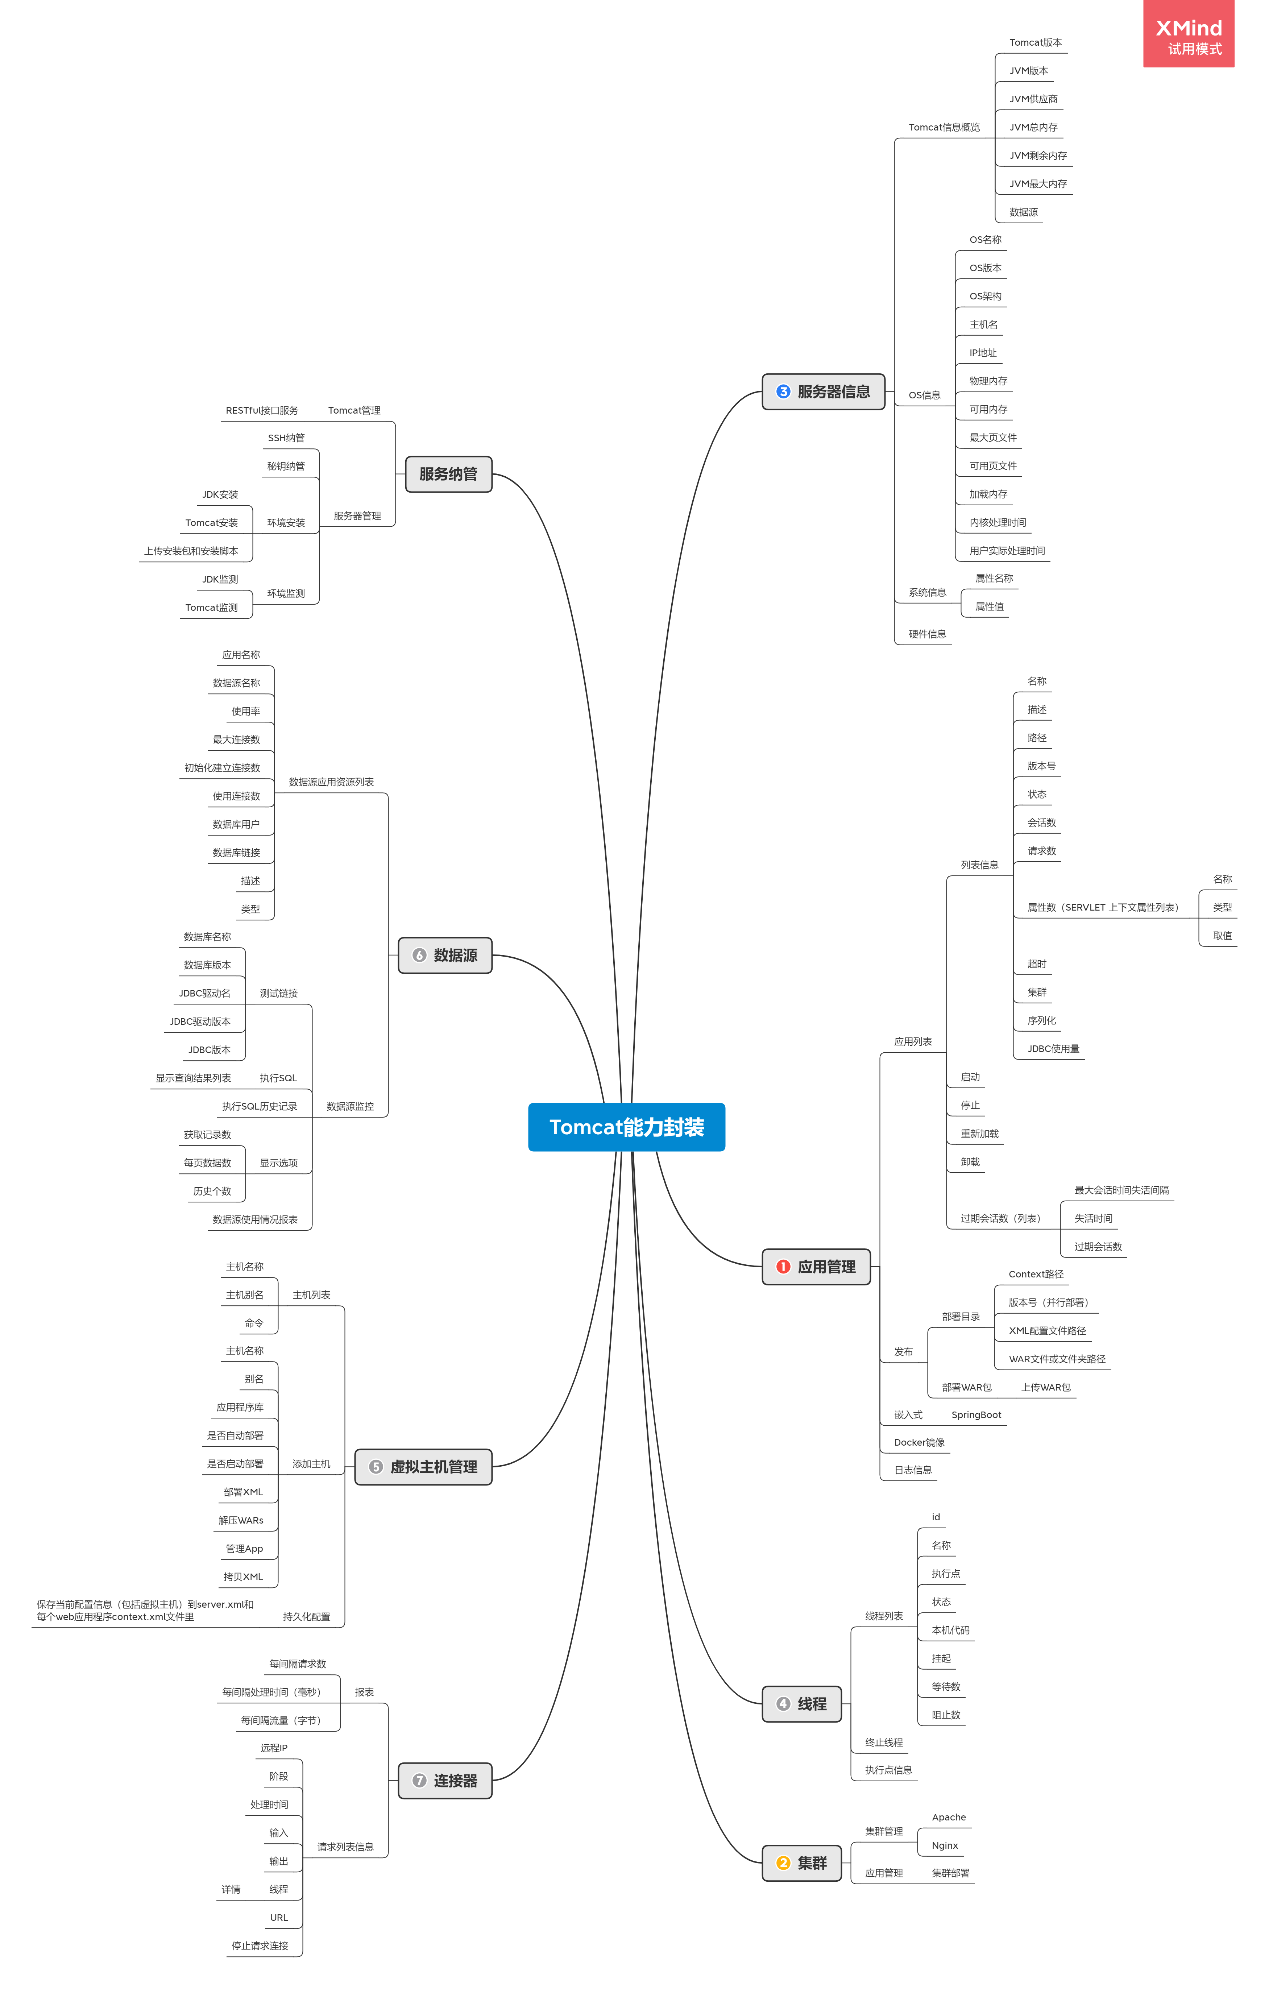 XMind
试用模式
Tomcat能力封装
3 服务器信息
Tomcat信息概览
Tomcat版本
JVM版本
JVM供应商
JVM总内存
JVM剩余内存
JVM最大内存
数据源
OS信息
OS名称
OS版本
OS架构
主机名
IP地址
物理内存
可用内存
最大页文件
可用页文件
加载内存
内核处理时间
用户实际处理时间
系统信息
属性名称
属性值
硬件信息
1 应用管理
应用列表
列表信息
名称
描述
路径
版本号
状态
会话数
请求数
属性数（SERVLET 上下文属性列表）
名称
类型
取值
超时
集群
序列化
JDBC使用量
启动
停止
重新加载
卸载
过期会话数（列表）
最大会话时间失活间隔
失活时间
过期会话数
发布
部署目录
Context路径
版本号（并行部署）
XML配置文件路径
WAR文件或文件夹路径
部署WAR包
上传WAR包
嵌入式
SpringBoot
Docker镜像
日志信息
4 线程
线程列表
id
名称
执行点
状态
本机代码
挂起
等待数
阻止数
终止线程
执行点信息
2 集群
集群管理
Apache
Nginx
应用管理
集群部署
服务纳管
Tomcat管理
RESTful接口服务
服务器管理
SSH纳管
秘钥纳管
环境安装
JDK安装
Tomcat安装
上传安装包和安装脚本
环境监测
JDK监测
Tomcat监测
6 数据源
数据源应用资源列表
应用名称
数据源名称
使用率
最大连接数
初始化建立连接数
使用连接数
数据库用户
数据库链接
描述
类型
数据源监控
测试链接
数据库名称
数据库版本
JDBC驱动名
JDBC驱动版本
JDBC版本
执行SQL
显示查询结果列表
执行SQL历史记录
显示选项
获取记录数
每页数据数
历史个数
数据源使用情况报表
5 虚拟主机管理
主机列表
主机名称
主机别名
命令
添加主机
主机名称
别名
应用程序库
是否自动部署
是否启动部署
部署XML
解压WARs
管理App
拷贝XML
持久化配置
保存当前配置信息（包括虚拟主机）到server.xml和
每个web应用程序context.xml文件里
7 连接器
报表
每间隔请求数
每间隔处理时间（毫秒）
每间隔流量（字节）
请求列表信息
远程IP
阶段
处理时间
输入
输出
线程
详情
URL
停止请求连接